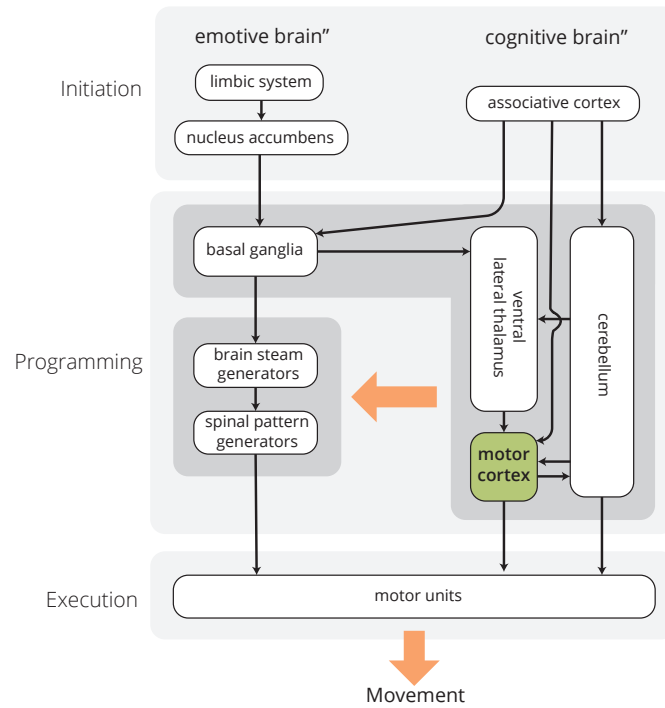 emotive brain”
cognitive brain”
Initiation
limbic system
associative cortex
nucleus accumbens
basal ganglia
ventral
lateral thalamus
cerebellum
Programming
brain steam
generators
spinal pattern
generators
motor
cortex
Execution
motor units
Movement